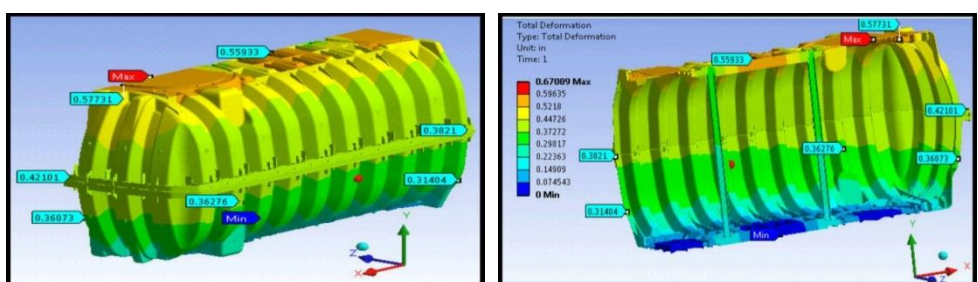 0.55933
Max
0.57731
0.3821
0.42101
0.36276
0.31404
0.36073
Min
Y
Z
X
Total Deformation
Type: Total Deformation
Unit: in
Time: 1
0.67089 Max
0.59635
0.5218
0.44726
0.37272
0.29817
0.22363
0.14909
0.074543
0 Min
0.57731
Max
0.55933
0.42101
0.3821
0.36276
0.36073
0.31404
Min
Y
X
Z